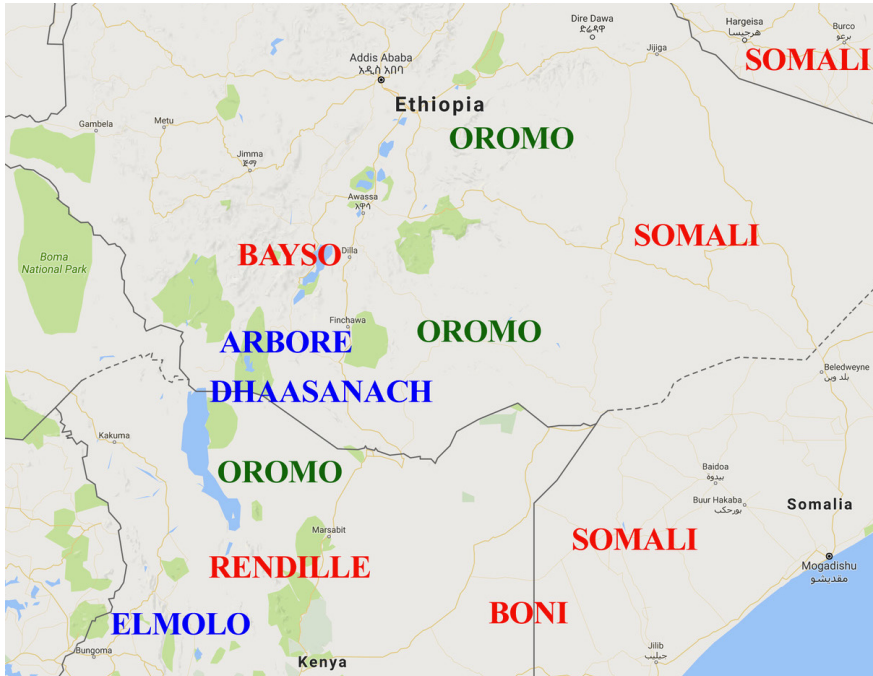 Dire Dawa
ድሬዳዋ
Hargeisa
هرجيسا
Burco
برعو
Jijiga
SOMALI
Addis Ababa
አዲስ አበባ
Ethiopia
Gambela
Metu
OROMO
Jimma
ጅማ
Awassa
አዋሳ
Boma
National Park
BAYSO
Dilla
SOMALI
Finchawa
ARBORE
OROMO
Beledweyne
بلد وين
DHAASANACH
Kakuma
OROMO
Baidoa
بيدوة
Buur Hakaba
بورحكب
Somalia
Marsabit
SOMALI
RENDILLE
Mogadishu
مقديشو
BONI
ELMOLO
Bungoma
Kenya
Jilib
جيليب